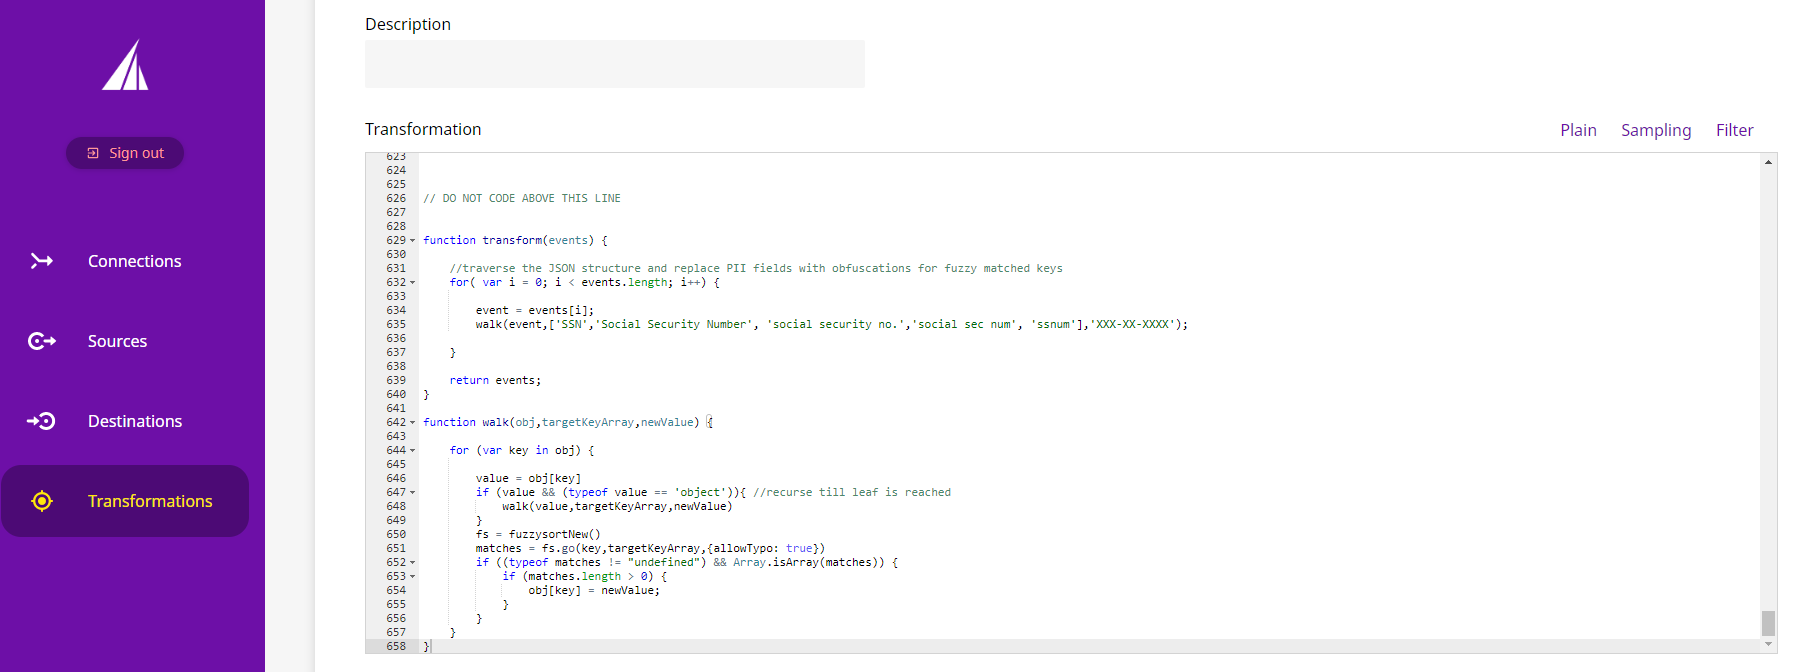 Sign out
Connections
Sources
Destinations
Transformations
Description
Transformation
Plain Sampling Filter
623
624
625
626 // DO NOT CODE ABOVE THIS LINE
627
628
629 function transform(events) {
630
631 //traverse the JSON structure and replace PII fields with obfuscations for fuzzy matched keys
632 for( var i = 0; i < events.length; i++) {
633
634 event = events[i];
635 walk(event,['SSN','Social Security Number', 'social security no.','social sec num', 'ssnum'],'XXX-XX-XXXX');
636
637 }
638
639 return events;
640 }
641
642 function walk(obj,targetKeyArray,newValue) {
643
644 for (var key in obj) {
645
646 value = obj[key]
647 if (value && (typeof value == 'object')){ //recurse till leaf is reached
648 walk(value,targetKeyArray,newValue)
649 }
650 fs = fuzzysortNew()
651 matches = fs.go(key,targetKeyArray,{allowTypo: true})
652 if ((typeof matches != "undefined") && Array.isArray(matches)) {
653 if (matches.length > 0) {
654 obj[key] = newValue;
655 }
656 }
657 }
658 }